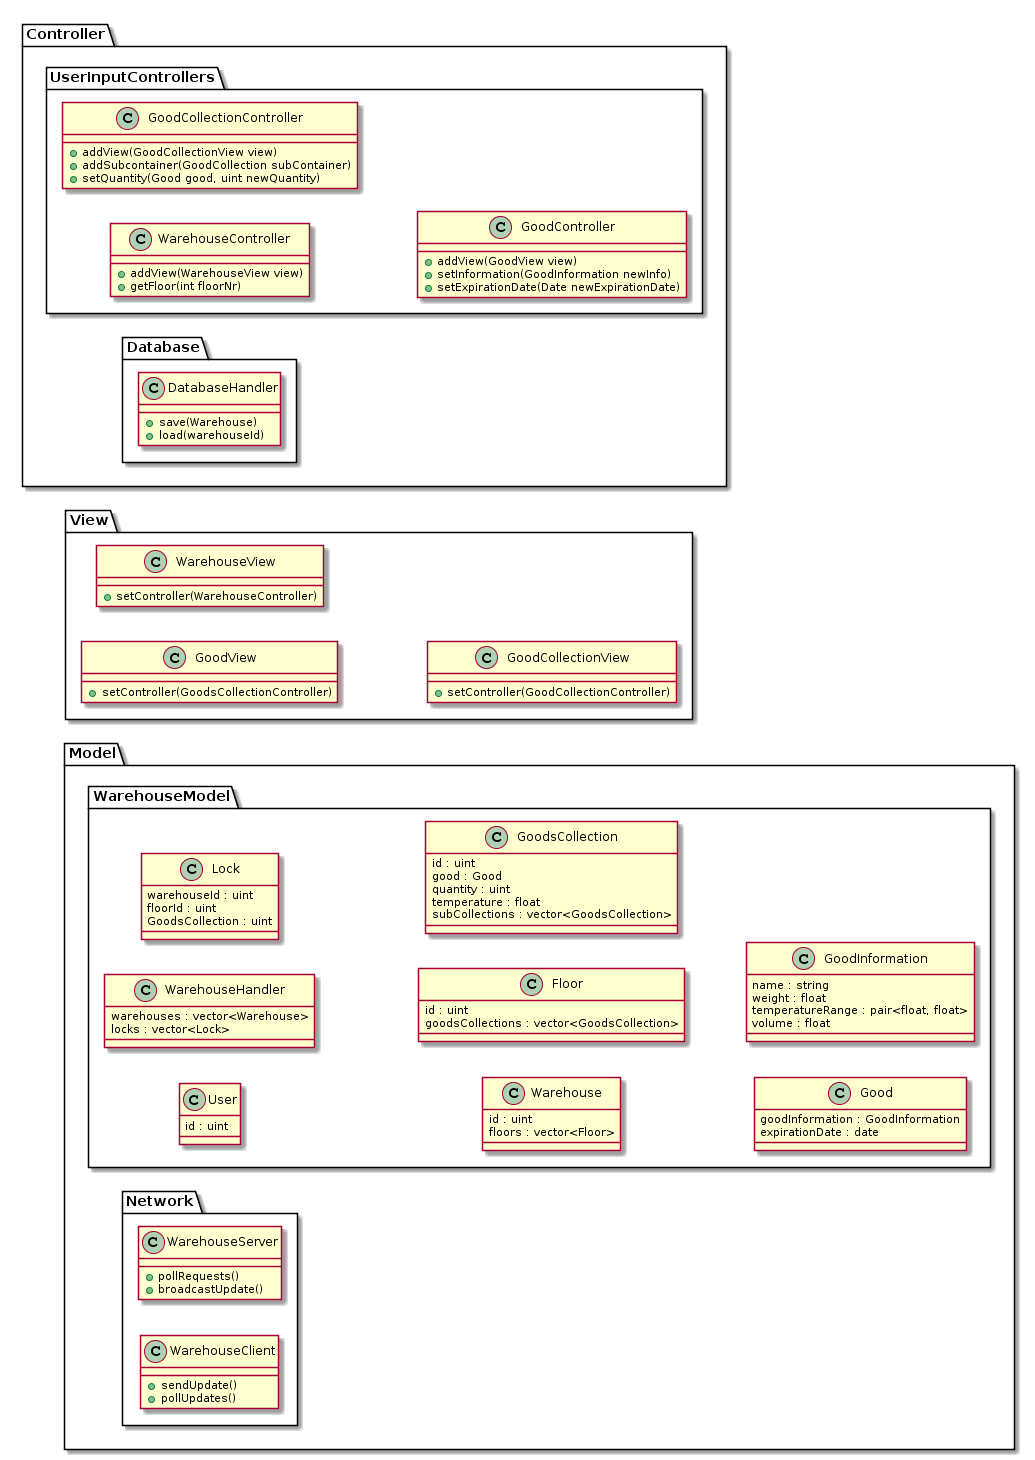 Controller
UserInputControllers
C GoodCollectionController
addView(GoodCollectionView view)
addSubcontainer(GoodCollection subContainer)
setQuantity(Good good, uint newQuantity)
C WarehouseController
addView(WarehouseView view)
getFloor(int floorNr)
C GoodController
addView(GoodView view)
setInformation(GoodInformation newInfo)
setExpirationDate(Date newExpirationDate)
Database
C DatabaseHandler
save(Warehouse)
load(warehouseId)
View
C WarehouseView
setController(WarehouseController)
C GoodView
setController(GoodsCollectionController)
C GoodCollectionView
setController(GoodCollectionController)
Model
WarehouseModel
C Lock
warehouseId : uint
floorId : uint
GoodsCollection : uint
C GoodsCollection
id : uint
good : Good
quantity : uint
temperature : float
subCollections : vector<GoodsCollection>
C WarehouseHandler
warehouses : vector<Warehouse>
locks : vector<Lock>
C Floor
id : uint
goodsCollections : vector<GoodsCollection>
C GoodInformation
name : string
weight : float
temperatureRange : pair<float, float>
volume : float
C User
id : uint
C Warehouse
id : uint
floors : vector<Floor>
C Good
goodInformation : GoodInformation
expirationDate : date
Network
C WarehouseServer
pollRequests()
broadcastUpdate()
C WarehouseClient
sendUpdate()
pollUpdates()